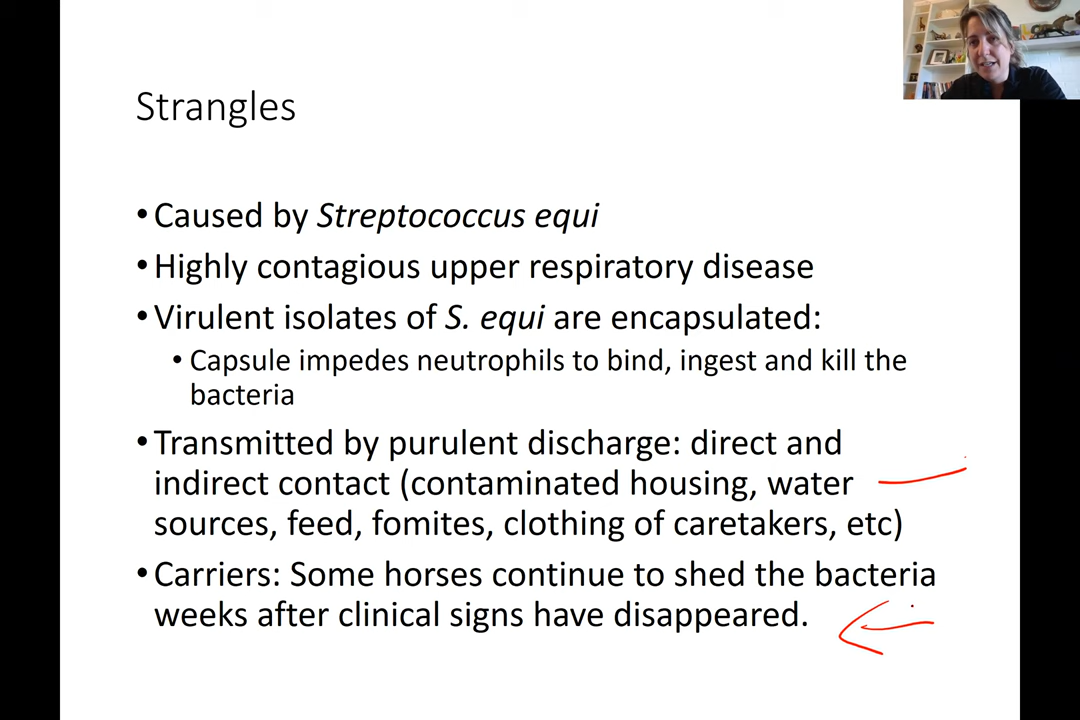 Strangles
•Caused by Streptococcus equi
•Highly contagious upper respiratory disease
•Virulent isolates of S. equi are encapsulated:
•Capsule impedes neutrophils to bind, ingest and kill the
bacteria
•Transmitted by purulent discharge: direct and
indirect contact (contaminated housing, water
sources, feed, fomites, clothing of caretakers, etc)
•Carriers: Some horses continue to shed the bacteria
weeks after clinical signs have disappeared.